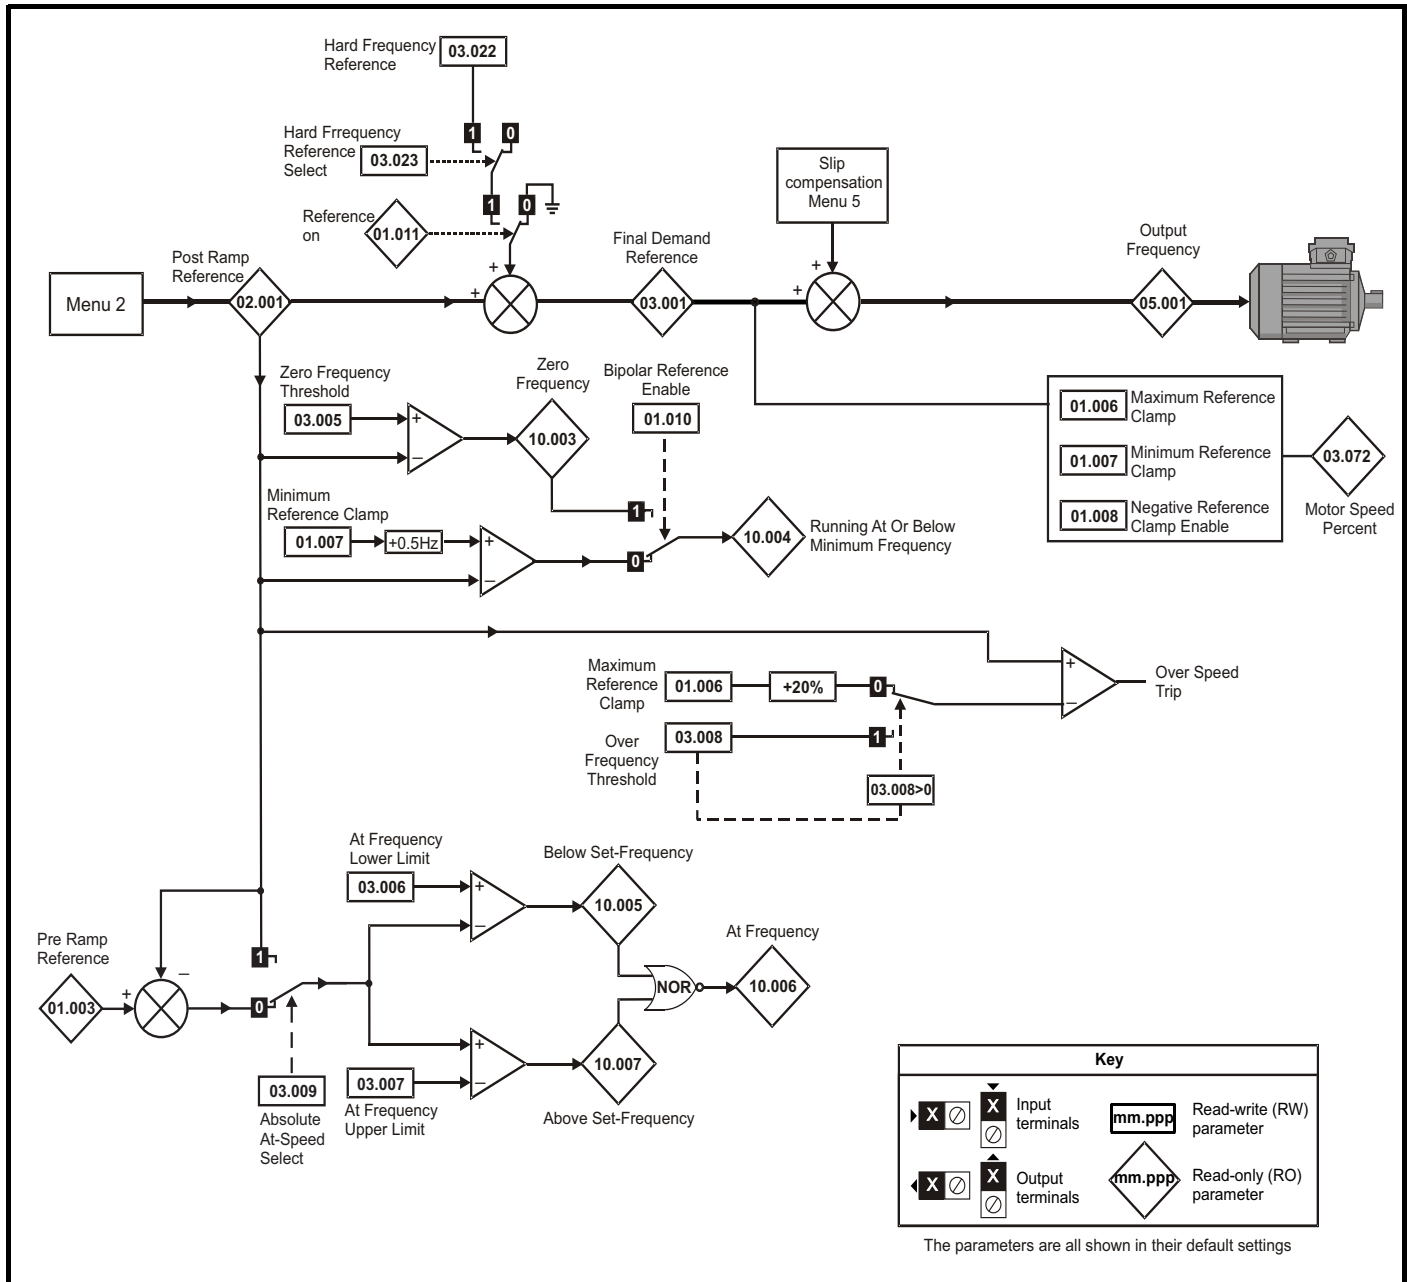 Hard Frequency
Reference
03.022
1 0
Hard Frrequency
Reference
Select
03.023
1 0
Reference
on
01.011
Slip
compensation
Menu 5
Post Ramp
Reference
Final Demand
Reference
Output
Frequency
Menu 2
02.001
+
+
03.001
+
+
05.001
Zero Frequency
Threshold
03.005
+
–
Zero
Frequency
10.003
Bipolar Reference
Enable
01.010
01.006
Maximum Reference
Clamp
01.007
Minimum Reference
Clamp
01.008
Negative Reference
Clamp Enable
03.072
Motor Speed
Percent
Minimum
Reference Clamp
01.007
+0.5Hz
+
–
1
0
10.004
Running At Or Below
Minimum Frequency
Maximum
Reference
Clamp
01.006
+20%
0
+
–
Over Speed
Trip
Over
Frequency
Threshold
03.008
1
03.008>0
At Frequency
Lower Limit
03.006
+
–
Below Set-Frequency
10.005
Pre Ramp
Reference
01.003
+
–
1
0
03.009
Absolute
At-Speed
Select
NOR
At Frequency
10.006
+
–
03.007
At Frequency
Upper Limit
10.007
Above Set-Frequency
Key
X
X
Input
terminals
mm.ppp
Read-write (RW)
parameter
X
X
Output
terminals
mm.ppp
Read-only (RO)
parameter
The parameters are all shown in their default settings